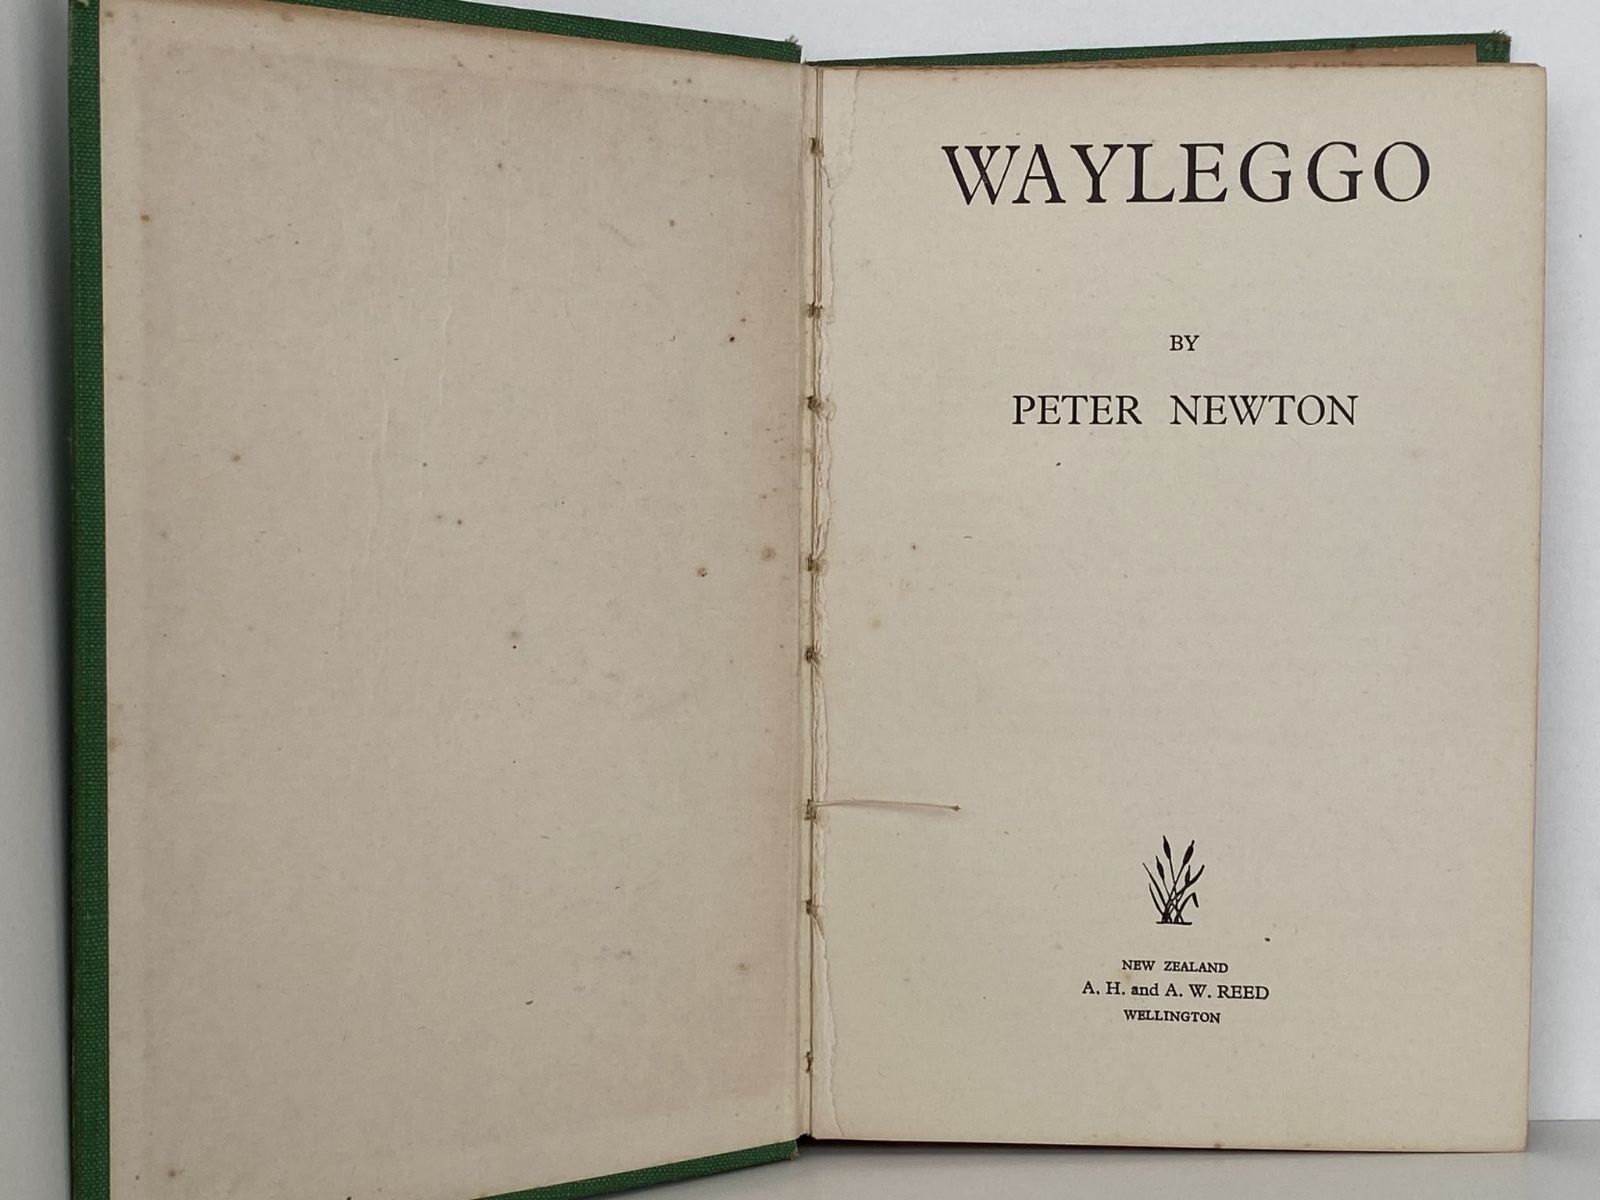 WAYLEGGO
BY
PETER NEWTON
NEW ZEALAND
A. H. and A. W. REED
WELLINGTON